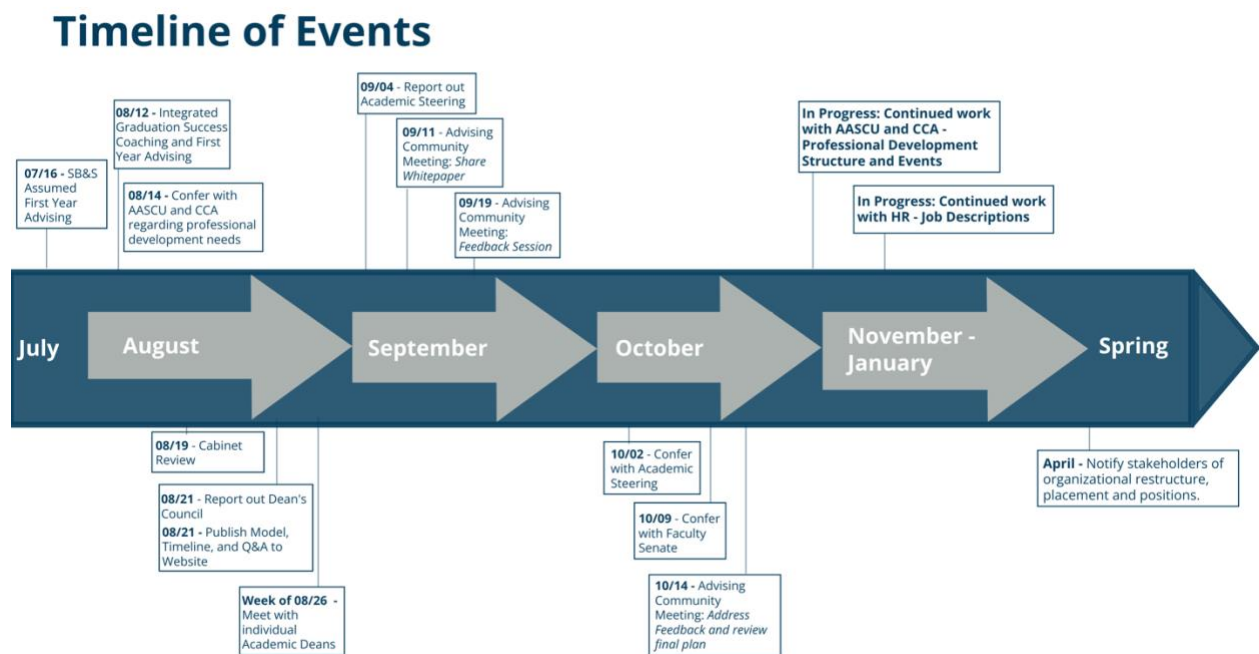 Timeline of Events
07/16 - SB&S
Assumed
First Year
Advising
08/12 - Integrated
Graduation Success
Coaching and First
Year Advising
08/14 - Confer with
AASCU and CCA
regarding professional
development needs
09/04 - Report out
Academic Steering
09/11 - Advising
Community
Meeting: Share
Whitepaper
09/19 - Advising
Community
Meeting:
Feedback Session
In Progress: Continued work
with AASCU and CCA -
Professional Development
Structure and Events
In Progress: Continued work
with HR - Job Descriptions
July
August
September
October
November -
January
Spring
08/19 - Cabinet
Review
08/21 - Report out Dean's
Council
08/21 - Publish Model,
Timeline, and Q&A to
Website
Week of 08/26 -
Meet with
individual
Academic Deans
10/02 - Confer
with Academic
Steering
10/09 - Confer
with Faculty
Senate
10/14 - Advising
Community
Meeting: Address
Feedback and review
final plan
April - Notify stakeholders of
organizational restructure,
placement and positions.